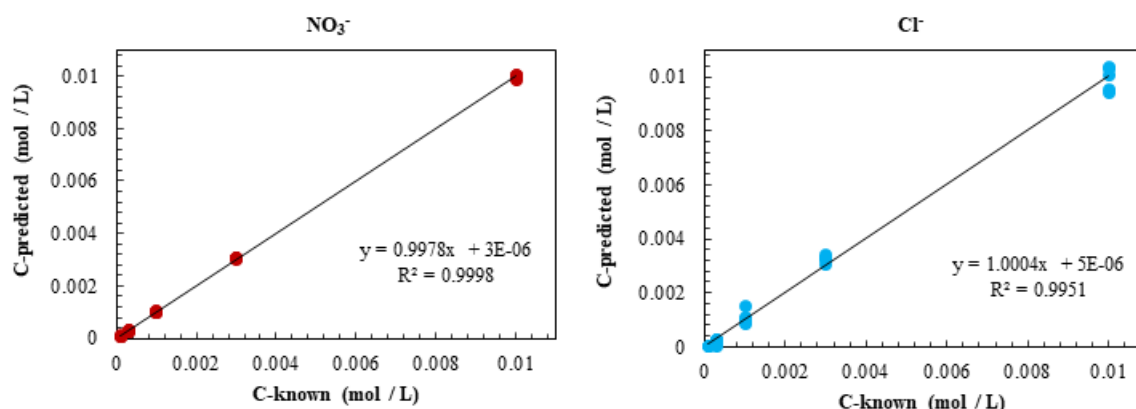 NO₃⁻
C-predicted (mol / L)
0.01
0.008
0.006
0.004
0.002
0
y = 0.9978x + 3E-06
R² = 0.9998
0 0.002 0.004 0.006 0.008 0.01
C-known (mol / L)
Cl⁻
C-predicted (mol / L)
0.01
0.008
0.006
0.004
0.002
0
y = 1.0004x + 5E-06
R² = 0.9951
0 0.002 0.004 0.006 0.008 0.01
C-known (mol / L)